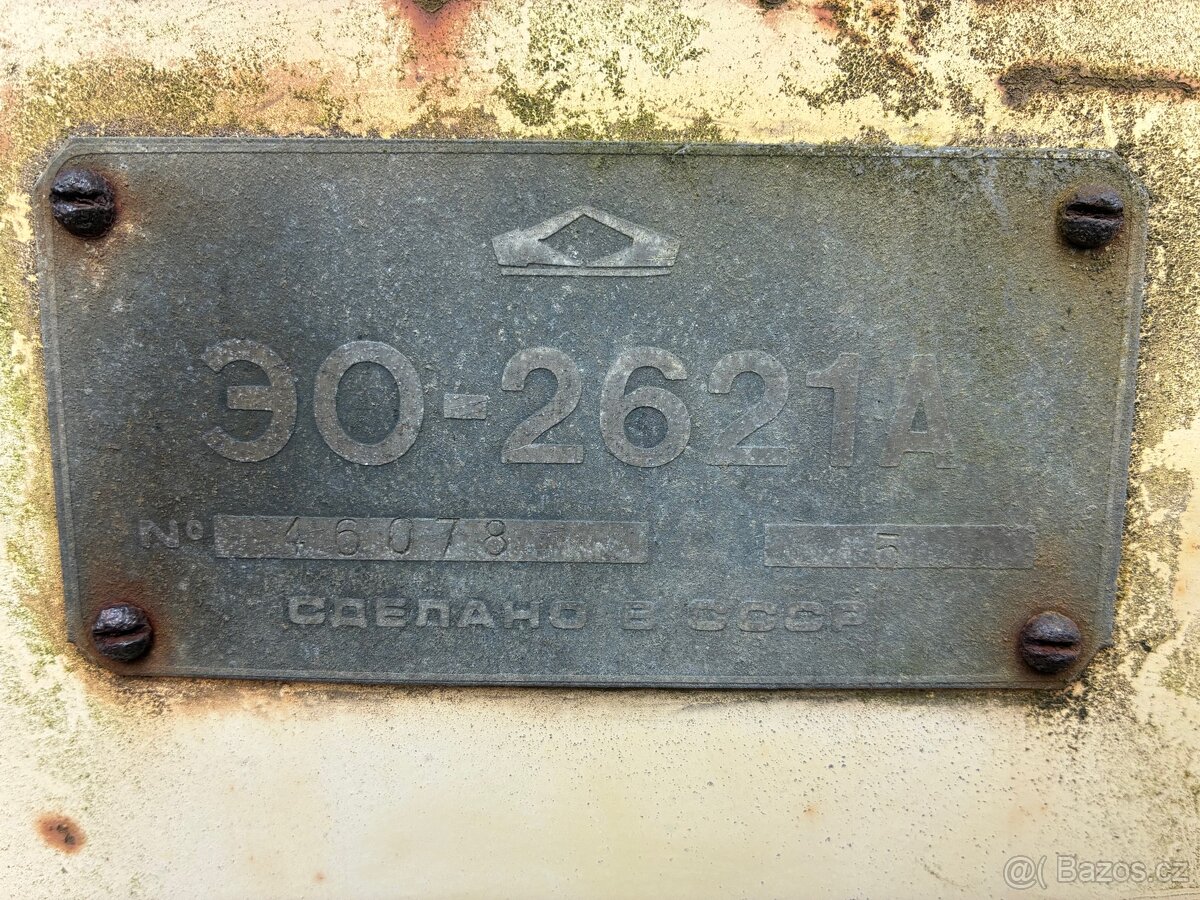 ЭО-2621А
№ 46078 5
СДЕЛАНО В СССР
@( Bazos.cz